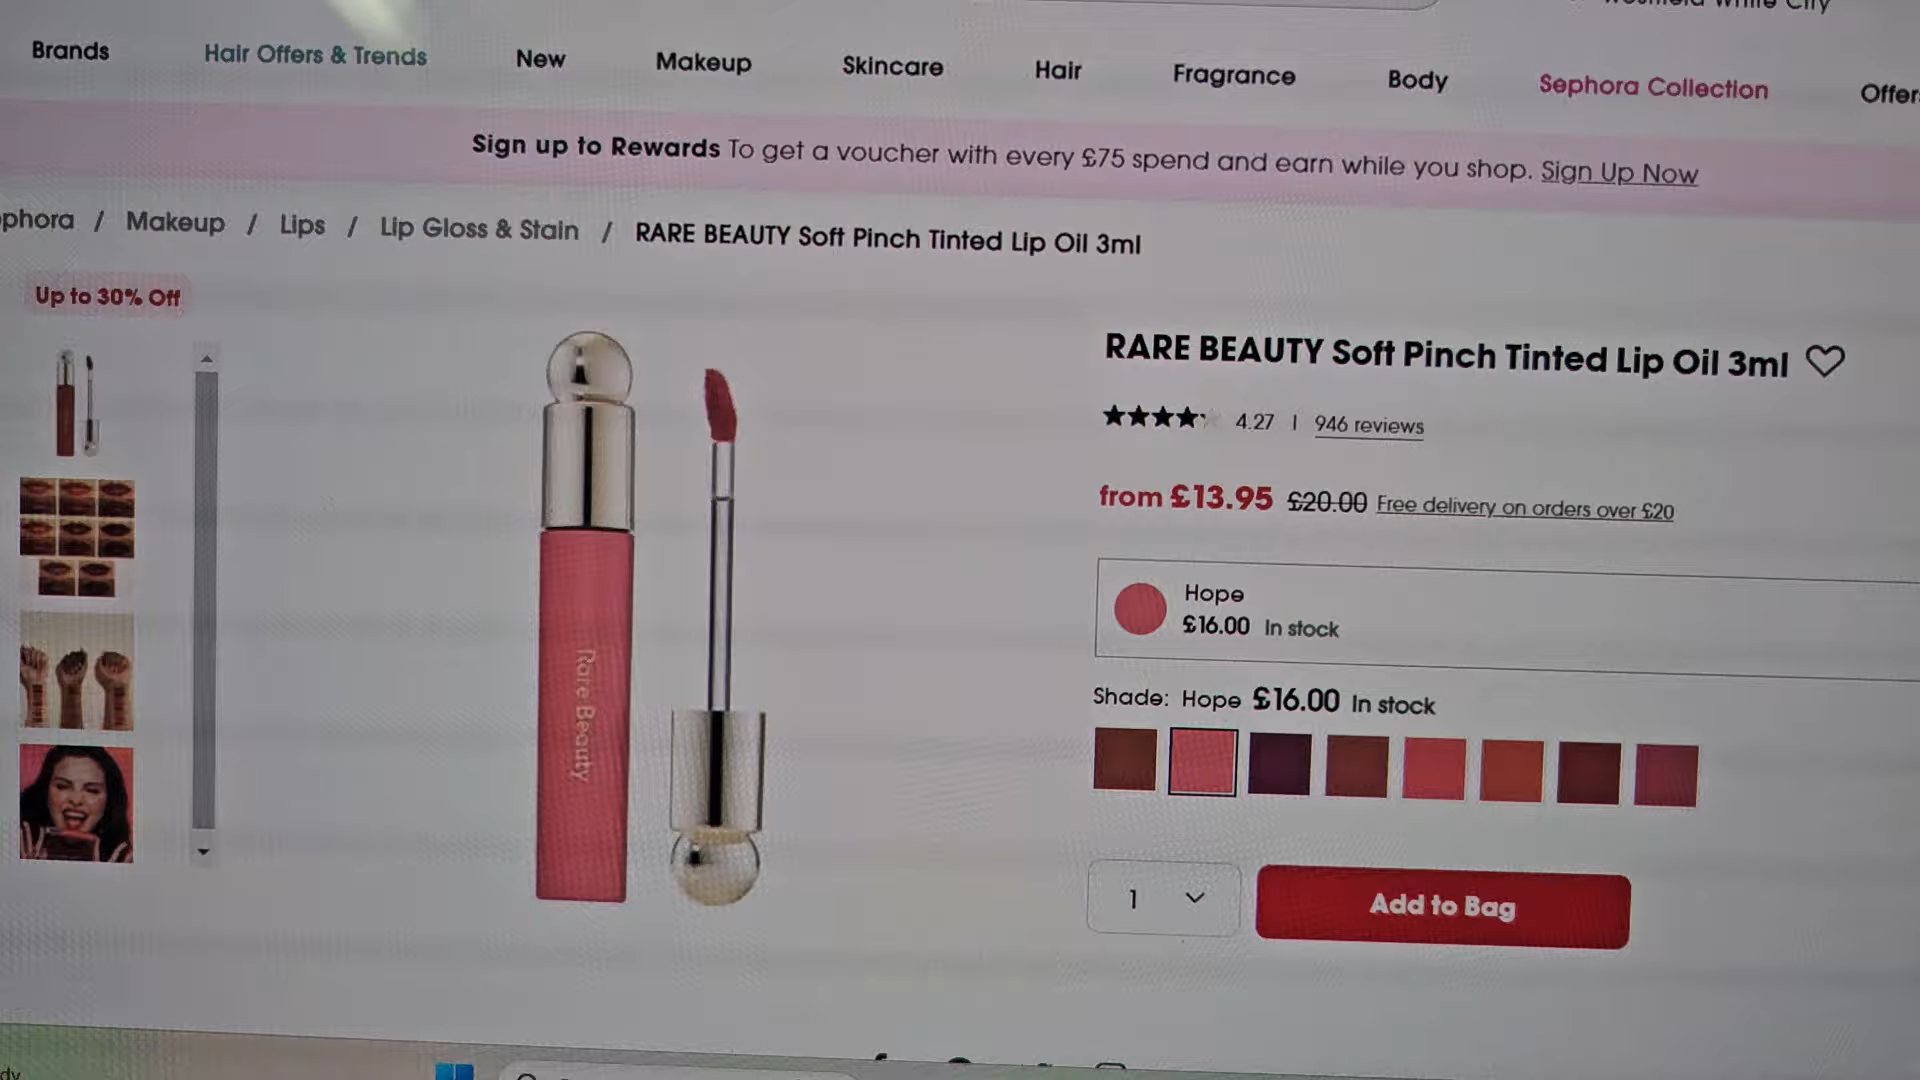 Brands Hair Offers & Trends New Makeup Skincare Hair Fragrance Body Sephora Collection
Sign up to Rewards To get a voucher with every £75 spend and earn while you shop. Sign Up Now
/ Makeup / Lips / Lip Gloss & Stain / RARE BEAUTY Soft Pinch Tinted Lip Oil 3ml
Up to 30% Off
Rare Beauty
RARE BEAUTY Soft Pinch Tinted Lip Oil 3ml
4.27 | 946 reviews
from £13.95 £20.00 Free delivery on orders over £20
Hope
£16.00 In stock
Shade: Hope £16.00 In stock
1
Add to Bag